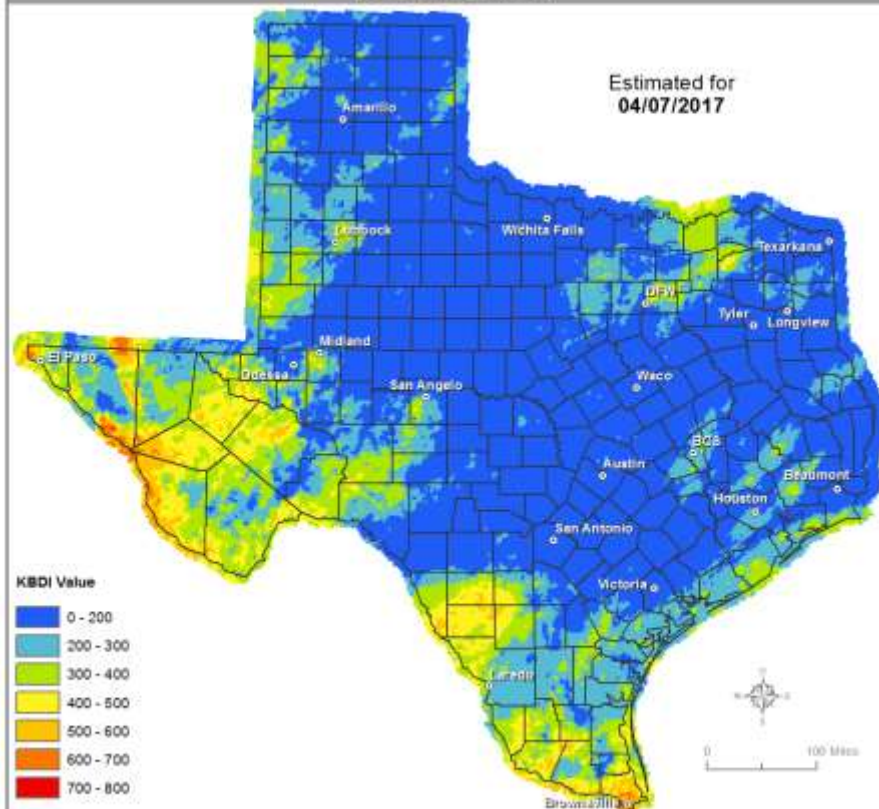 Estimated for
04/07/2017
Amarillo
Lubbock
Wichita Falls
Texarkana
DFW
Tyler
Longview
El Paso
Midland
Odessa
San Angelo
Waco
BCS
Austin
Beaumont
Houston
San Antonio
Victoria
Laredo
Brownsville
KBDI Value
0 - 200
200 - 300
300 - 400
400 - 500
500 - 600
600 - 700
700 - 800
0 100 Miles